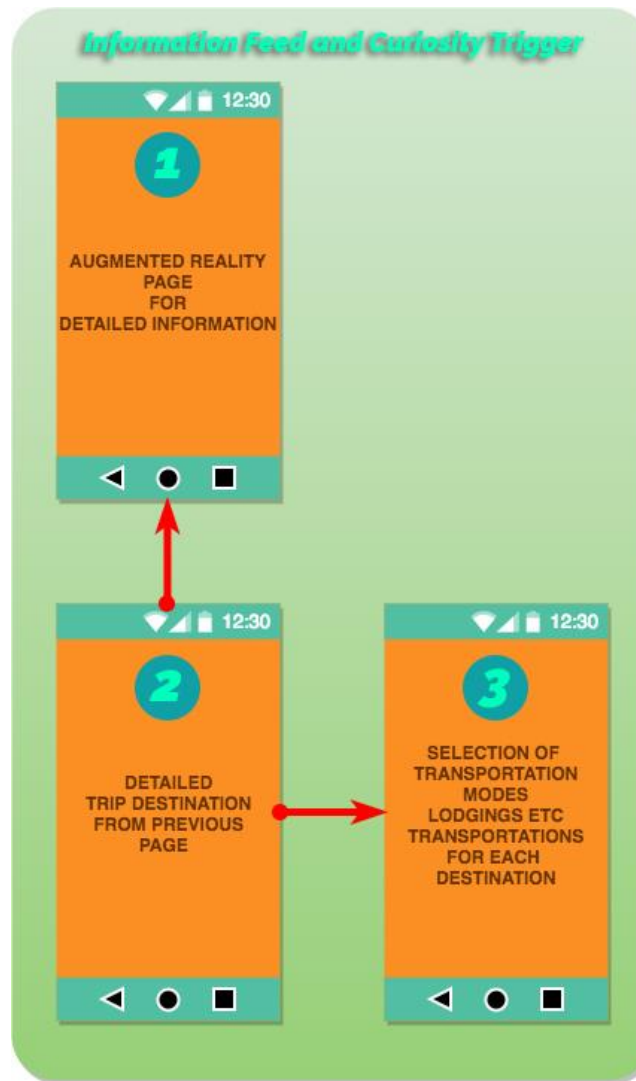 Information Feed and Curiosity Trigger
12:30
1
AUGMENTED REALITY
PAGE
FOR
DETAILED INFORMATION
12:30
2
DETAILED
TRIP DESTINATION
FROM PREVIOUS
PAGE
12:30
3
SELECTION OF
TRANSPORTATION
MODES
LODGINGS ETC
TRANSPORTATIONS
FOR EACH
DESTINATION